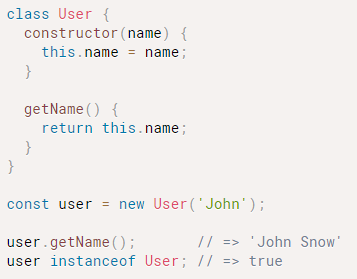 class User {
  constructor(name) {
    this.name = name;
  }

  getName() {
    return this.name;
  }
}

const user = new User('John');

user.getName();       // => 'John Snow'
user instanceof User; // => true